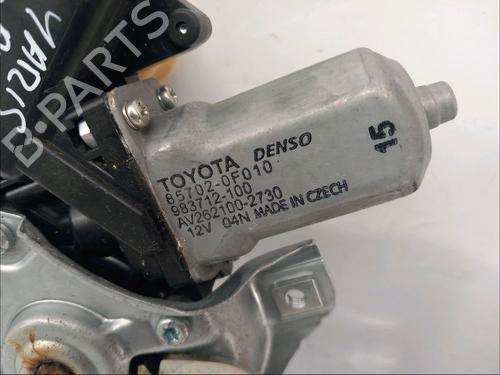 YARIS
B-PARTS
TOYOTA DENSO
85702-0F010
983712-100
AV262100-2730
12V 04N MADE IN CZECH
15